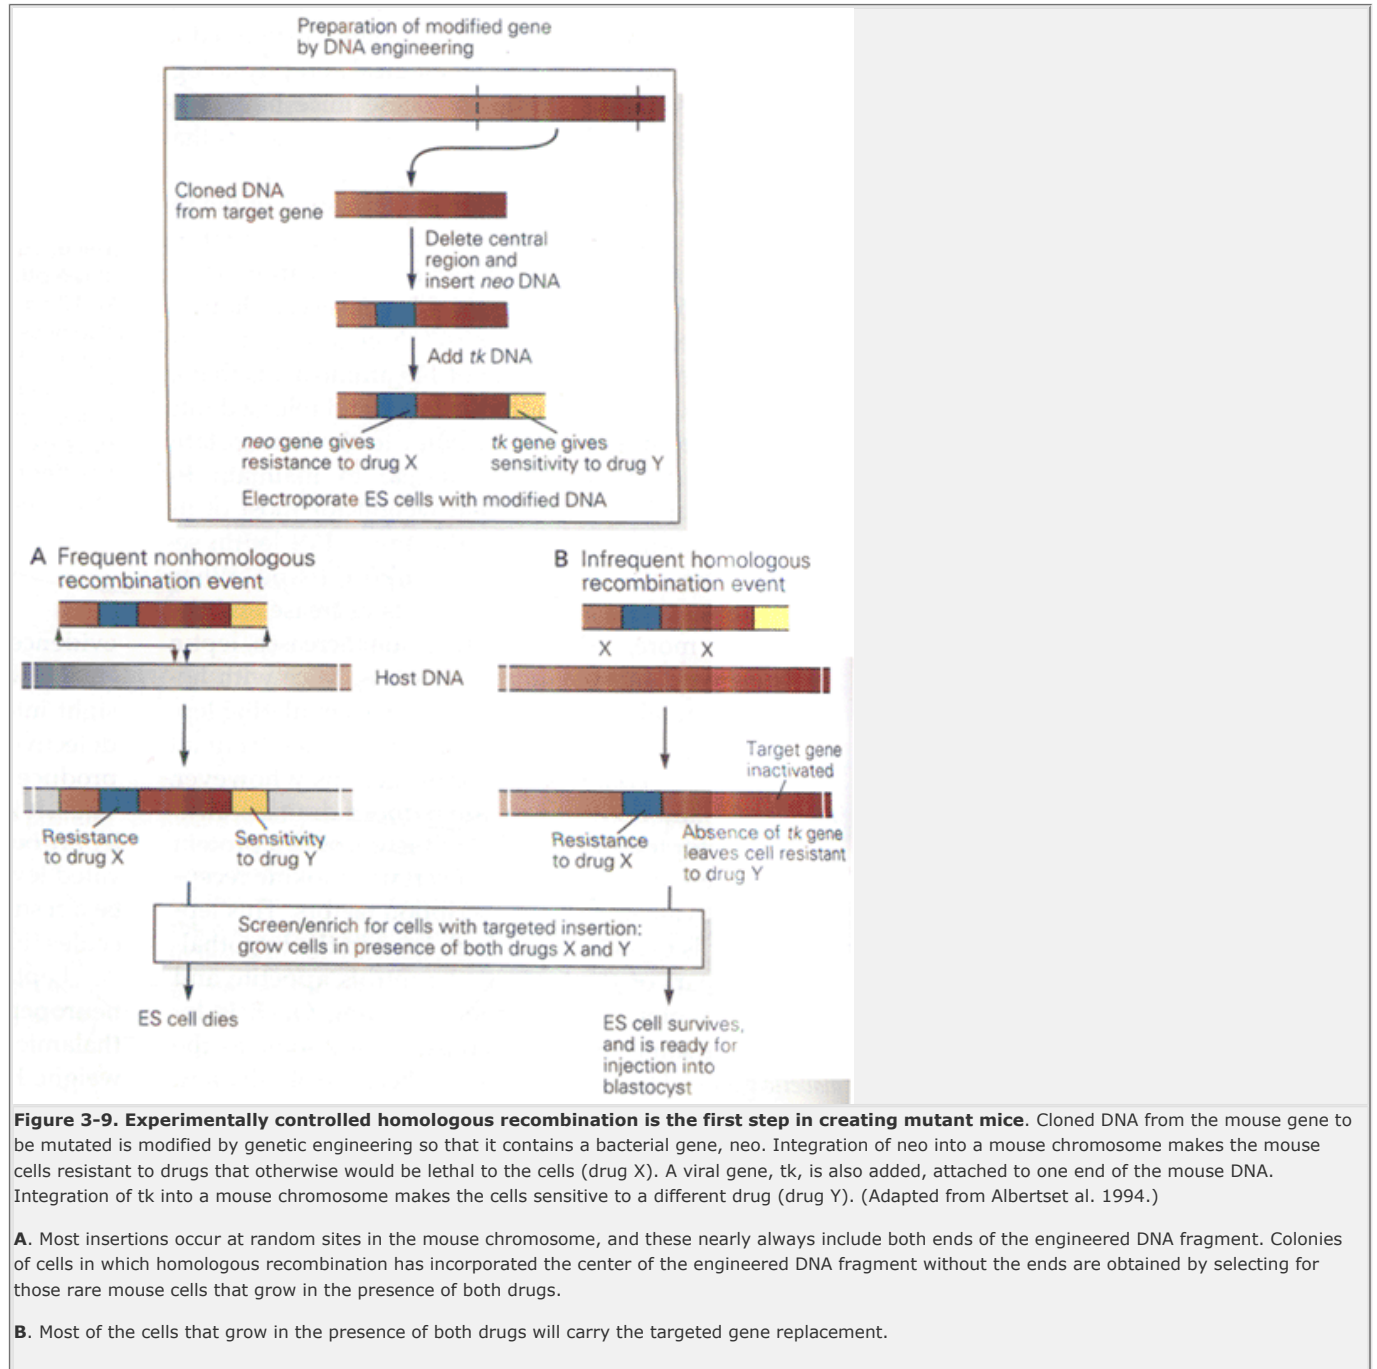 Preparation of modified gene
by DNA engineering
Cloned DNA
from target gene
Delete central
region and
insert neo DNA
Add tk DNA
neo gene gives
resistance to drug X
tk gene gives
sensitivity to drug Y
Electroporate ES cells with modified DNA
A Frequent nonhomologous
recombination event
B Infrequent homologous
recombination event
X X
Host DNA
Target gene
inactivated
Resistance
to drug X
Sensitivity
to drug Y
Resistance
to drug X
Absence of tk gene
leaves cell resistant
to drug Y
Screen/enrich for cells with targeted insertion:
grow cells in presence of both drugs X and Y
ES cell dies
ES cell survives,
and is ready for
injection into
blastocyst
Figure 3-9. Experimentally controlled homologous recombination is the first step in creating mutant mice. Cloned DNA from the mouse gene to
be mutated is modified by genetic engineering so that it contains a bacterial gene, neo. Integration of neo into a mouse chromosome makes the mouse
cells resistant to drugs that otherwise would be lethal to the cells (drug X). A viral gene, tk, is also added, attached to one end of the mouse DNA.
Integration of tk into a mouse chromosome makes the cells sensitive to a different drug (drug Y). (Adapted from Albertset al. 1994.)
A. Most insertions occur at random sites in the mouse chromosome, and these nearly always include both ends of the engineered DNA fragment. Colonies
of cells in which homologous recombination has incorporated the center of the engineered DNA fragment without the ends are obtained by selecting for
those rare mouse cells that grow in the presence of both drugs.
B. Most of the cells that grow in the presence of both drugs will carry the targeted gene replacement.